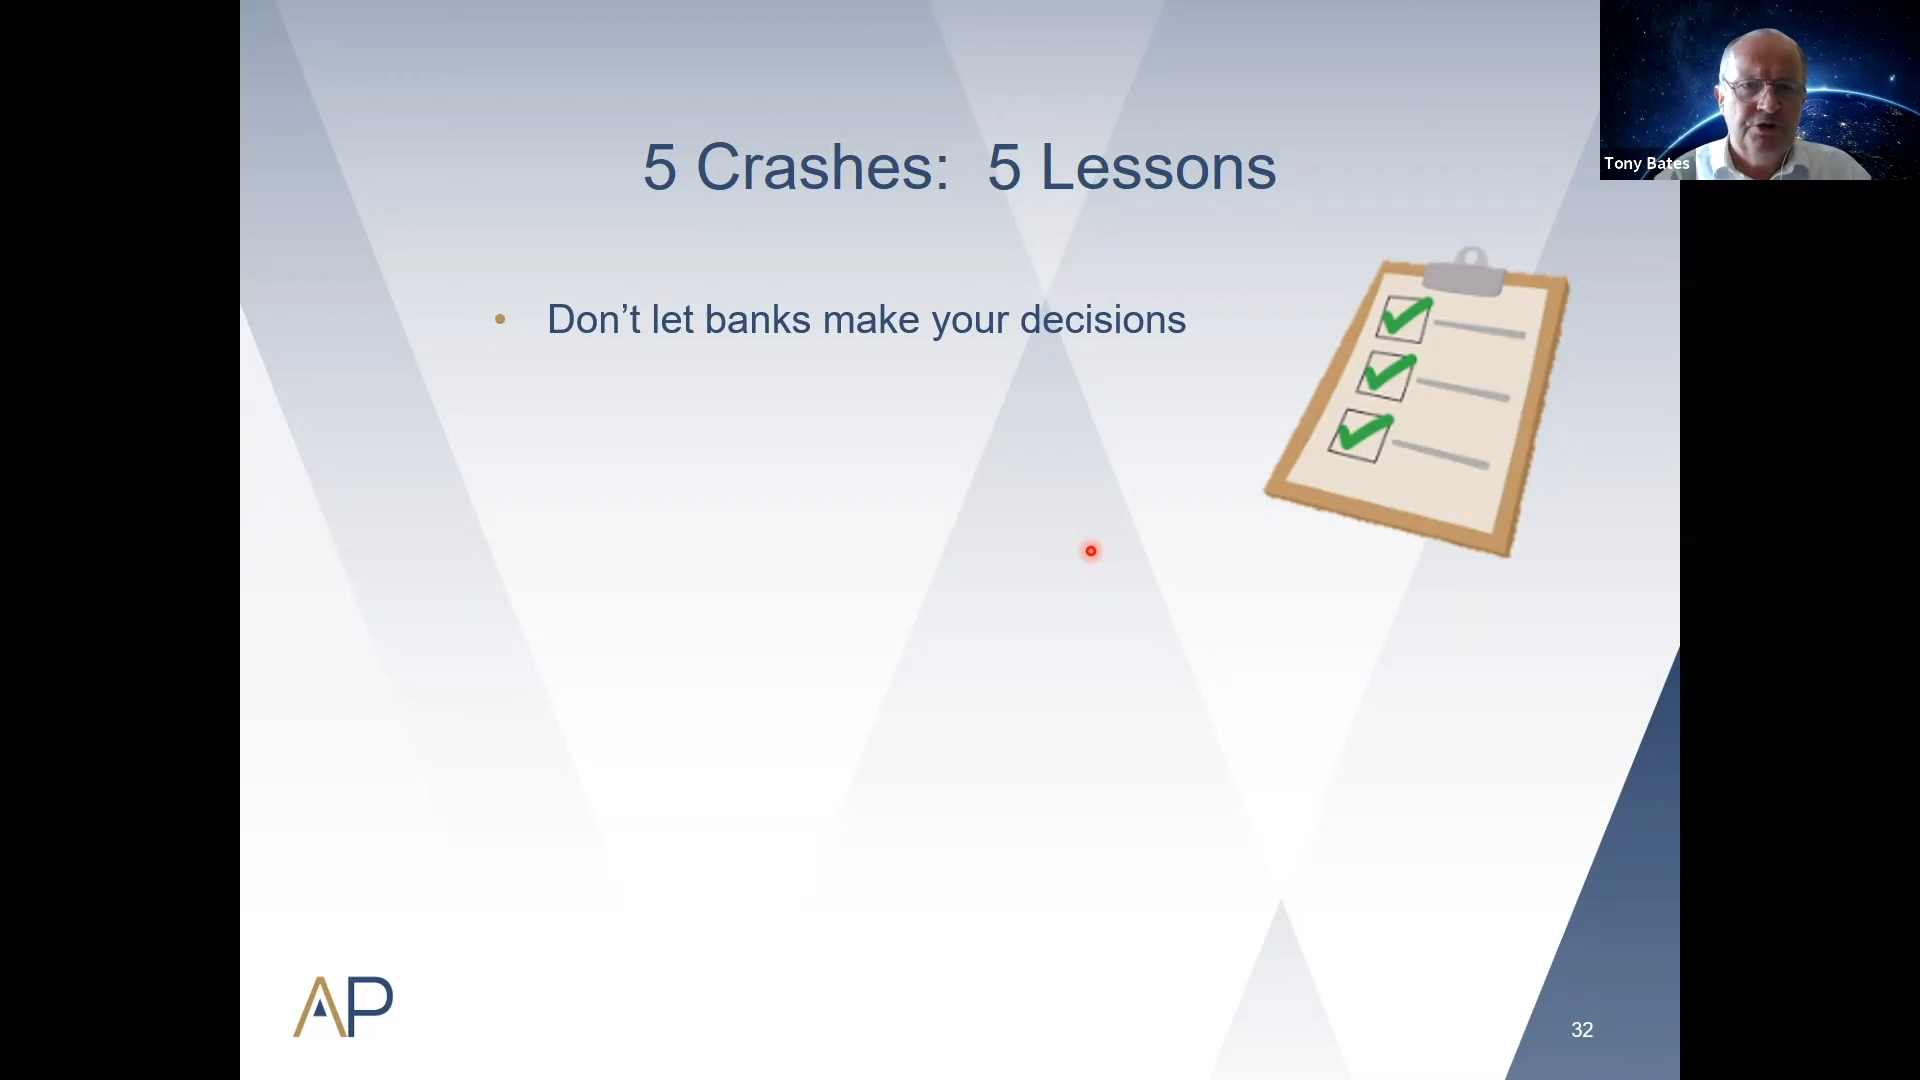 5 Crashes:  5 Lessons
Tony Bates
• Don’t let banks make your decisions
AP
32